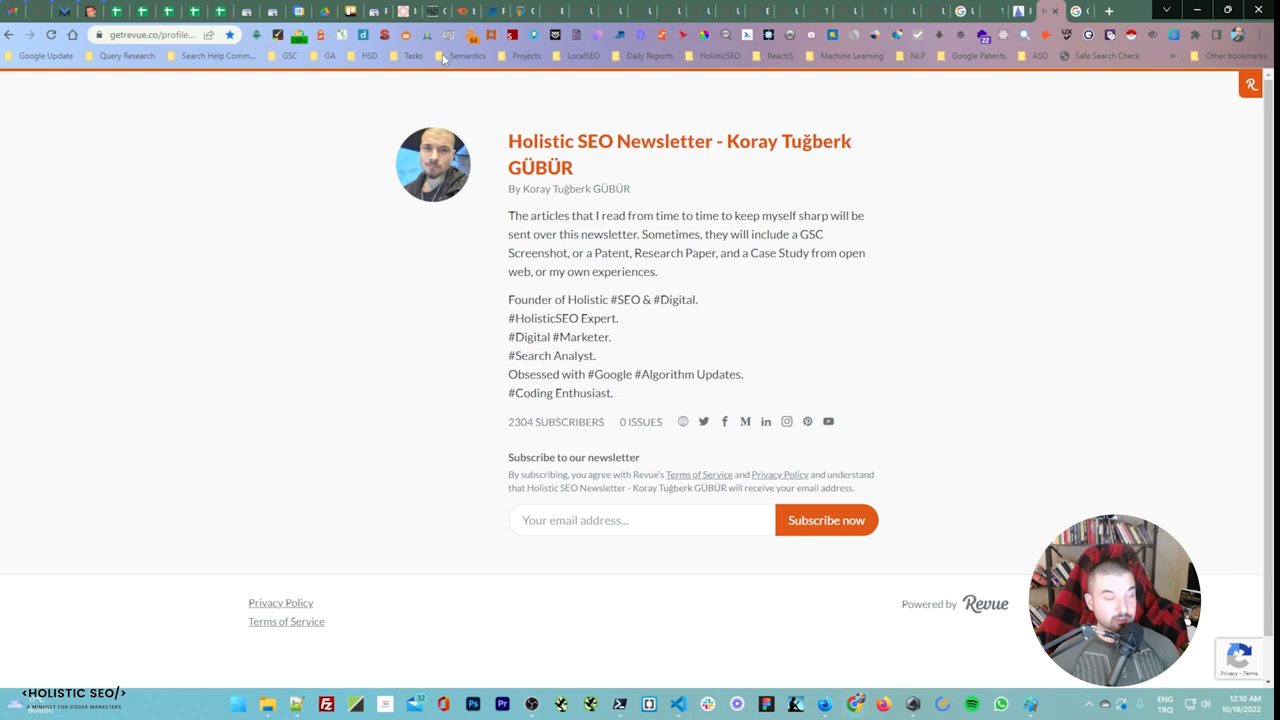 getrevue.co/profile...
Google Update
Query Research
Search Help Comm...
GSC
GA
HSD
Tasks
Semantics
Projects
LocalSEO
Daily Reports
HolisticSEO
ReactJS
Machine Learning
NLP
Google Patents
ASO
Safe Search Check
»
Other bookmarks
Holistic SEO Newsletter - Koray Tuğberk
GÜBÜR
By Koray Tuğberk GÜBÜR
The articles that I read from time to time to keep myself sharp will be
sent over this newsletter. Sometimes, they will include a GSC
Screenshot, or a Patent, Research Paper, and a Case Study from open
web, or my own experiences.
Founder of Holistic #SEO & #Digital.
#HolisticSEO Expert.
#Digital #Marketer.
#Search Analyst.
Obsessed with #Google #Algorithm Updates.
#Coding Enthusiast.
2304 SUBSCRIBERS 0 ISSUES
Subscribe to our newsletter
By subscribing, you agree with Revue's Terms of Service and Privacy Policy and understand
that Holistic SEO Newsletter - Koray Tuğberk GÜBÜR will receive your email address.
Your email address...
Subscribe now
Privacy Policy
Terms of Service
Powered by Revue
Privacy - Terms
<HOLISTIC SEO/>
A MINDSET FOR CODER MARKETERS
Bulutlu
32
ENG
TRQ
12:10 AM
10/18/2022